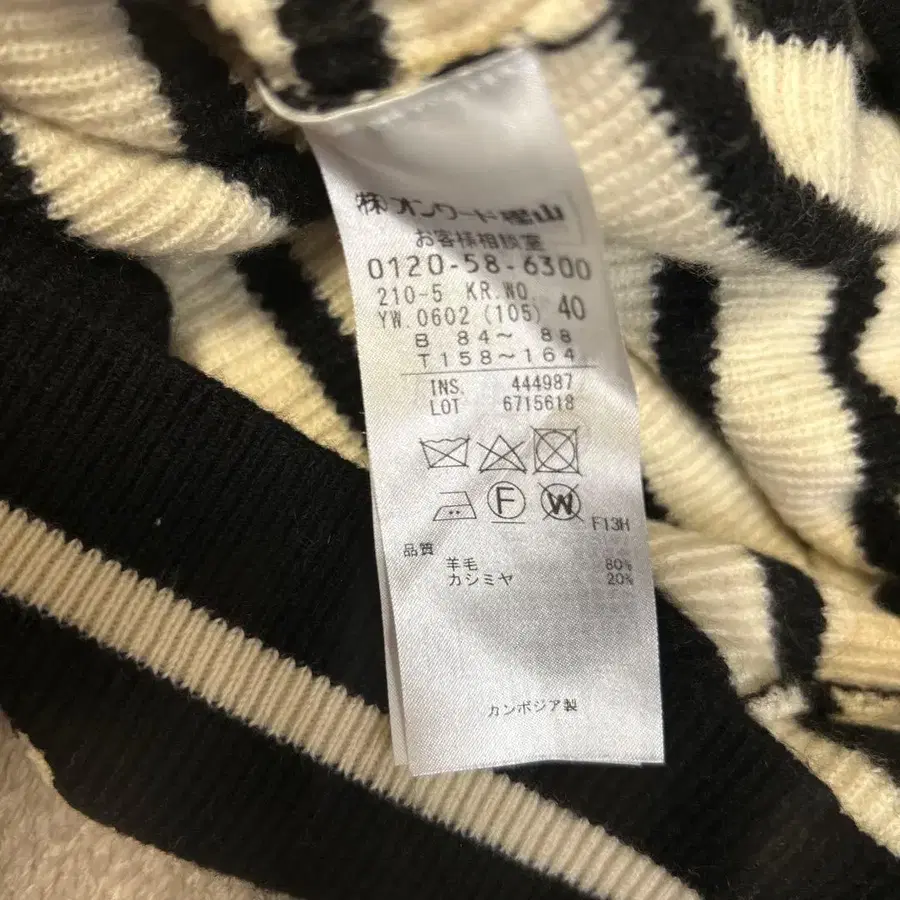 ㈱オンワード樫山
お客様相談室
0120-58-6300
210-5 KR.WO.
YW.0602 (105) 40
B 84～ 88
T 158～164
INS. 444987
LOT 6715618
F W
F13H
品質
羊毛 80%
カシミヤ 20%
カンボジア製